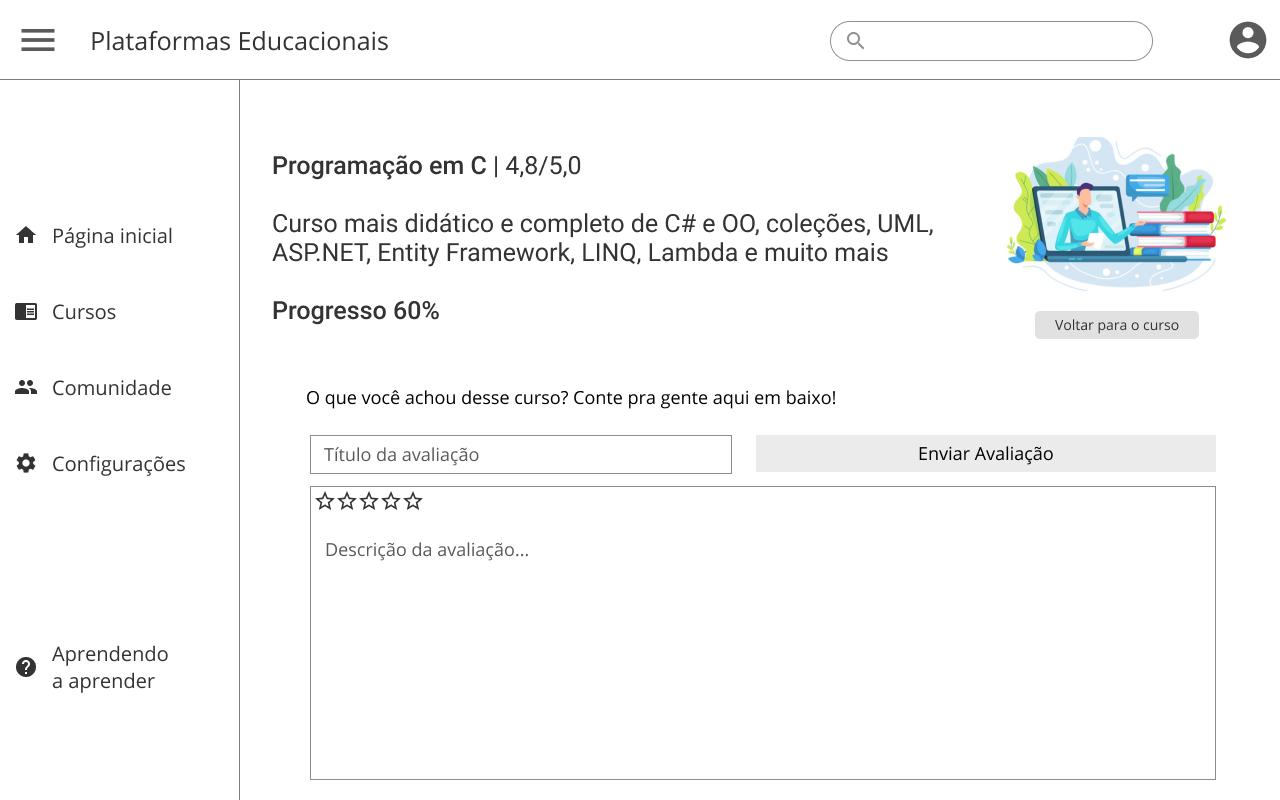 Plataformas Educacionais
Página inicial
Cursos
Comunidade
Configurações
Aprendendo
a aprender
Programação em C | 4,8/5,0
Curso mais didático e completo de C# e OO, coleções, UML,
ASP.NET, Entity Framework, LINQ, Lambda e muito mais
Progresso 60%
Voltar para o curso
O que você achou desse curso? Conte pra gente aqui em baixo!
Título da avaliação
Enviar Avaliação
Descrição da avaliação...